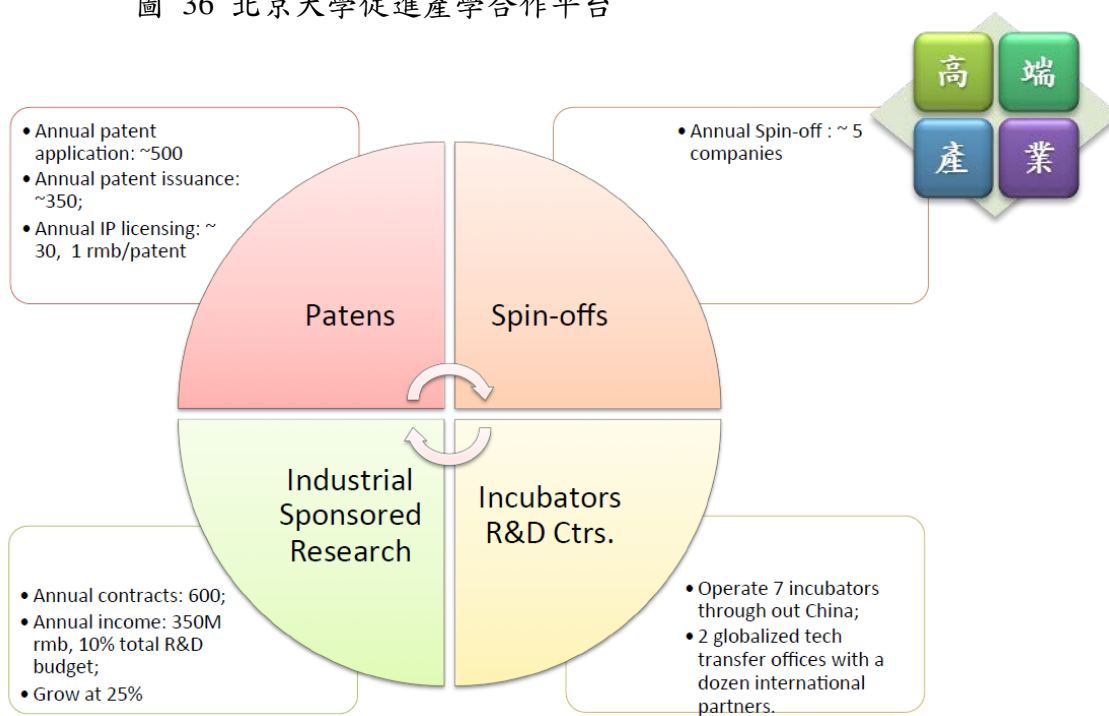 圖 36 北京大學促進產學合作平台
高 端
產 業
• Annual patent
application: ~500
• Annual patent issuance:
~350;
• Annual IP licensing: ~
30, 1 rmb/patent
• Annual Spin-off : ~ 5
companies
Patens
Spin-offs
Industrial
Sponsored
Research
Incubators
R&D Ctrs.
• Annual contracts: 600;
• Annual income: 350M
rmb, 10% total R&D
budget;
• Grow at 25%
• Operate 7 incubators
through out China;
• 2 globalized tech
transfer offices with a
dozen international
partners.